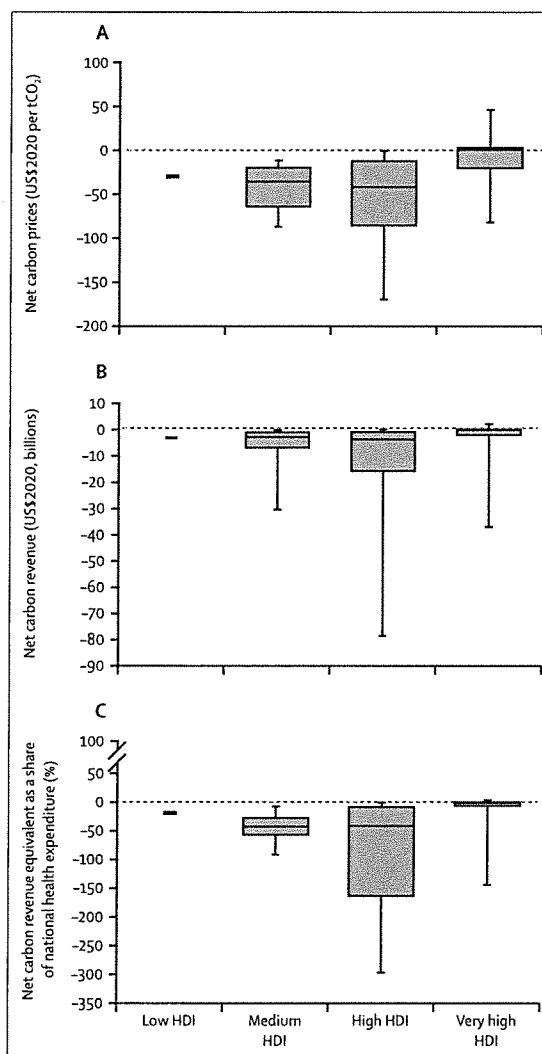 A
Net carbon prices (US$2020 per tCO₂)
100
50
0
−50
−100
−150
−200
B
Net carbon revenue (US$2020, billions)
10
0
−10
−20
−30
−40
−50
−60
−70
−80
−90
C
Net carbon revenue equivalent as a share
of national health expenditure (%)
100
50
0
−50
−100
−150
−200
−250
−300
−350
Low HDI
Medium
HDI
High HDI
Very high
HDI